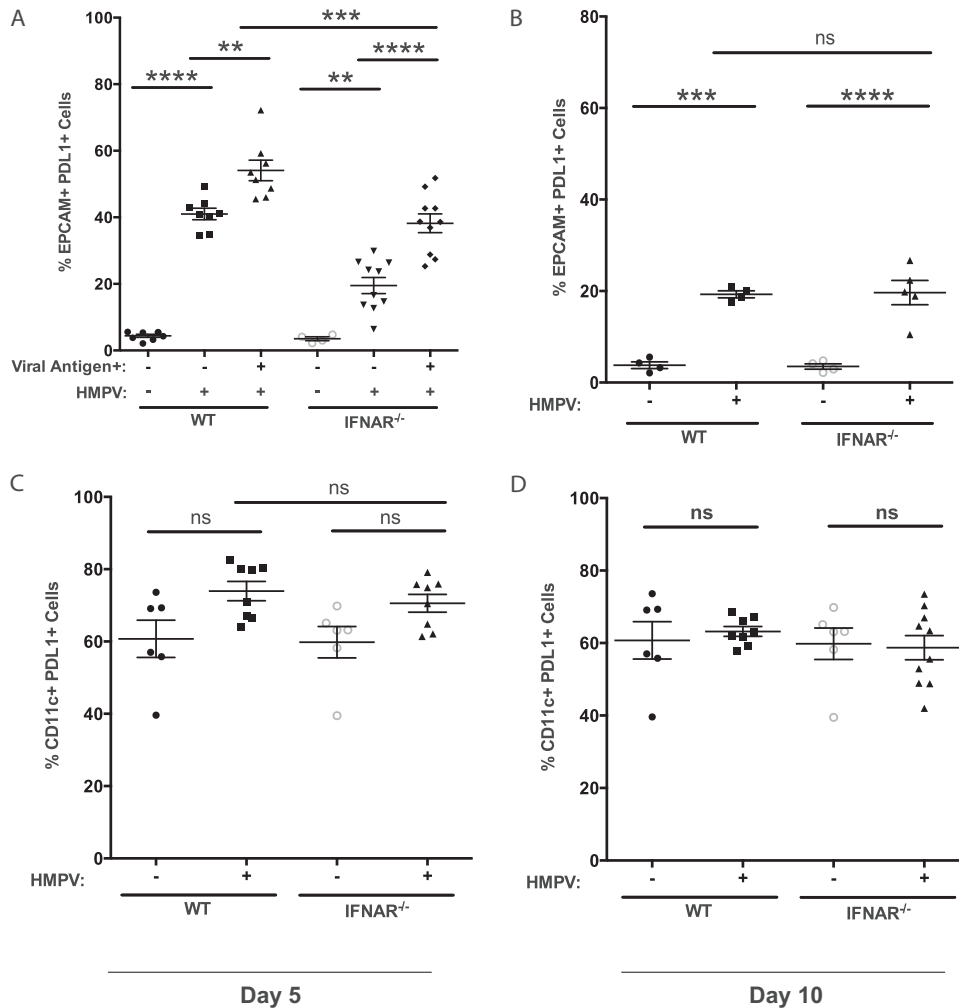 A
% EPCAM+ PDL1+ Cells
100
80
60
40
20
0
****
**
***
**
****
Viral Antigen+: - - + - - +
HMPV: - + + - + +
WT IFNAR-/-
B
% EPCAM+ PDL1+ Cells
80
60
40
20
0
ns
***
****
HMPV: - + - +
WT IFNAR-/-
C
% CD11c+ PDL1+ Cells
100
80
60
40
20
0
ns
ns
ns
HMPV: - + - +
WT IFNAR-/-
D
% CD11c+ PDL1+ Cells
100
80
60
40
20
0
ns
ns
HMPV: - + - +
WT IFNAR-/-
Day 5
Day 10